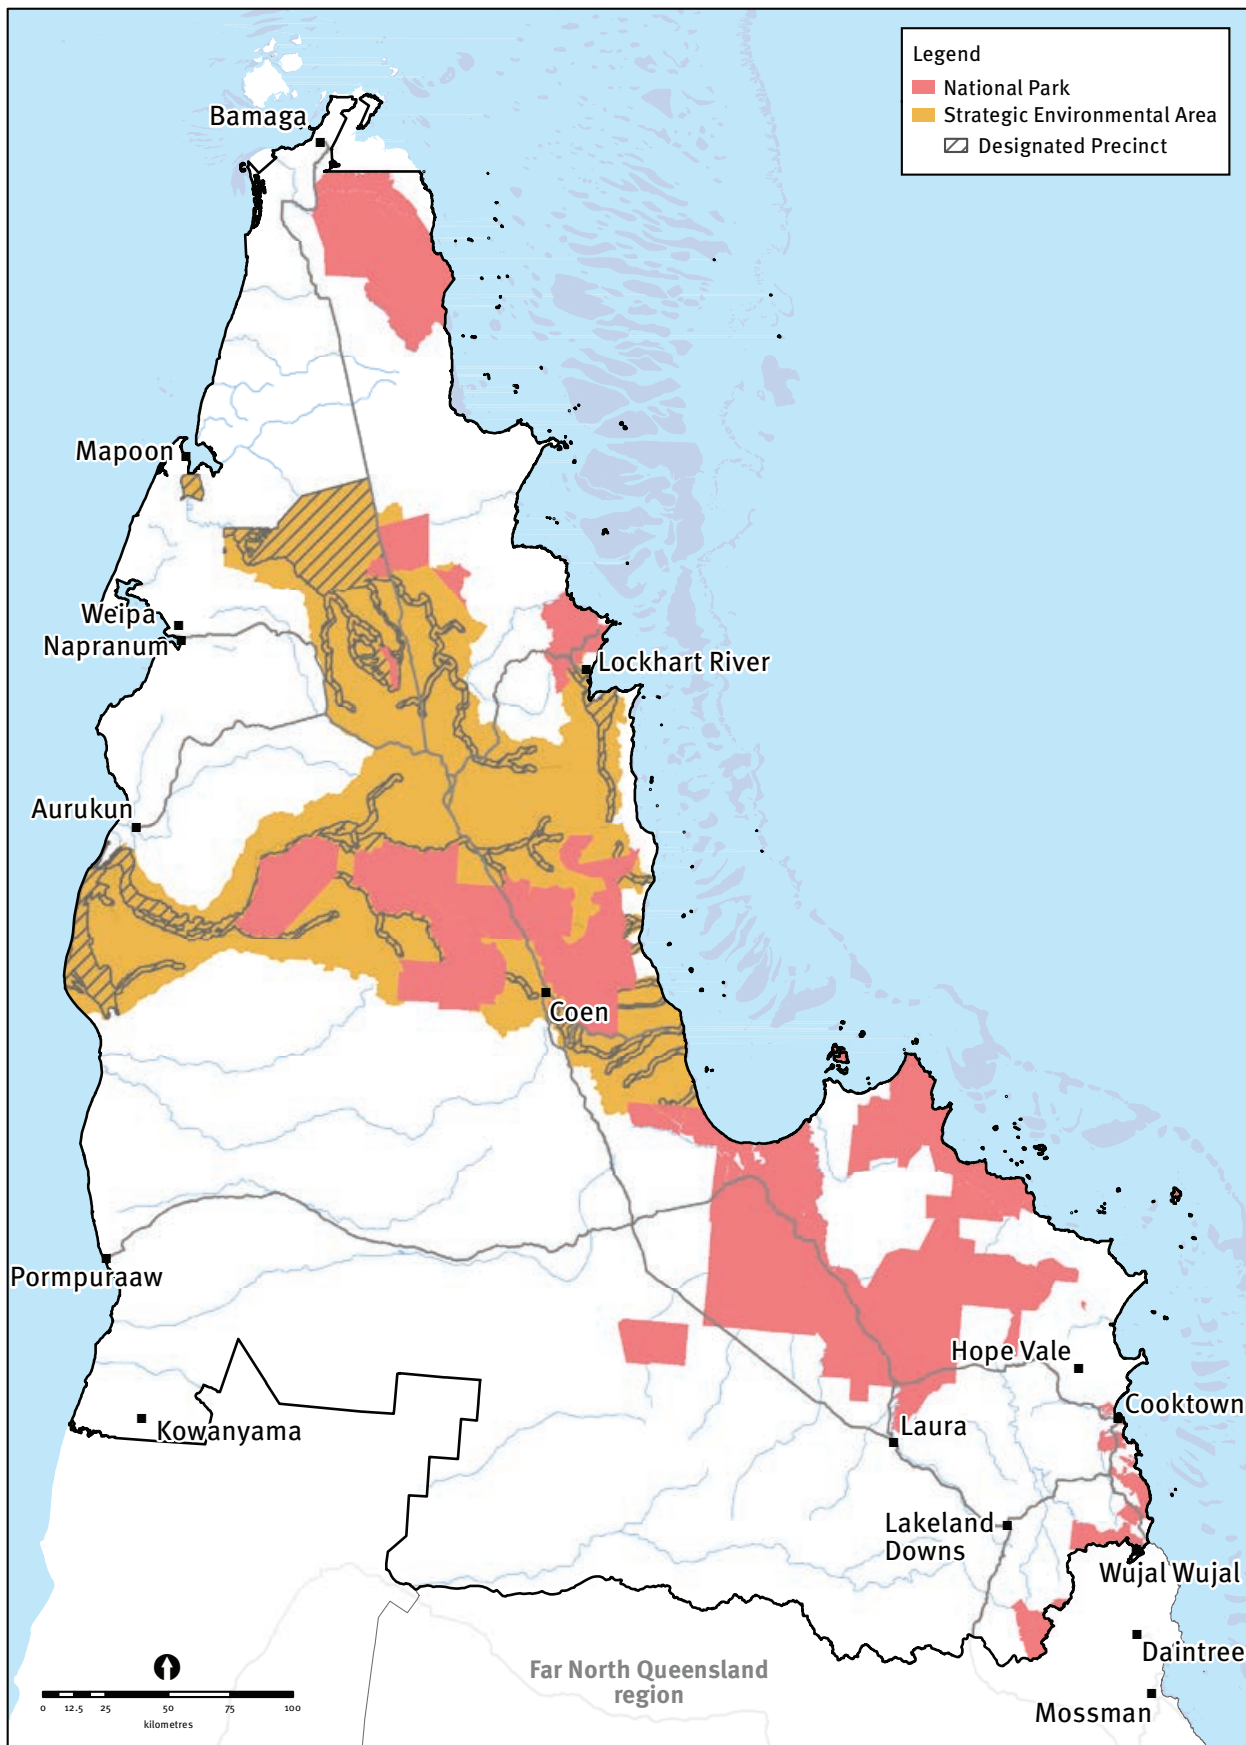 Legend
National Park
Strategic Environmental Area
Designated Precinct
Bamaga
Mapoon
Weipa
Napranum
Lockhart River
Aurukun
Coen
Pormpuraaw
Hope Vale
Cooktown
Kowanyama
Laura
Lakeland
Downs
Wujal Wujal
Daintree
Far North Queensland
region
Mossman
0 12.5 25 50 75 100
kilometres